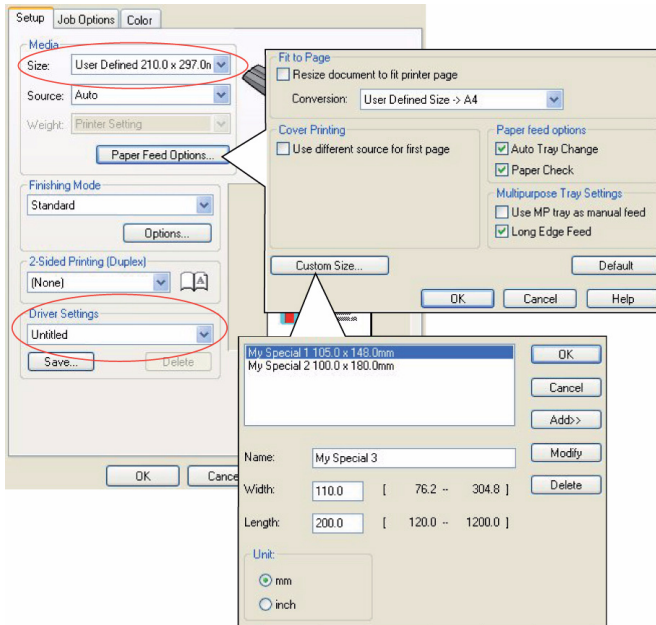 Setup
Job Options
Color
Media
Size:
User Defined 210.0 x 297.0n
Source:
Auto
Weight:
Printer Setting
Paper Feed Options...
Finishing Mode
Standard
Options...
2-Sided Printing (Duplex)
(None)
A
Driver Settings
Untitled
Save...
Delete
OK
Cance
Fit to Page
Resize document to fit printer page
Conversion:
User Defined Size -> A4
Cover Printing
Use different source for first page
Paper feed options
Auto Tray Change
Paper Check
Multipurpose Tray Settings
Use MP tray as manual feed
Long Edge Feed
Custom Size...
Default
OK
Cancel
Help
My Special 1 105.0 x 148.0mm
My Special 2 100.0 x 180.0mm
OK
Cancel
Add>>
Modify
Delete
Name:
My Special 3
Width:
110.0
[ 76.2 -- 304.8 ]
Length:
200.0
[ 120.0 -- 1200.0 ]
Unit:
mm
inch